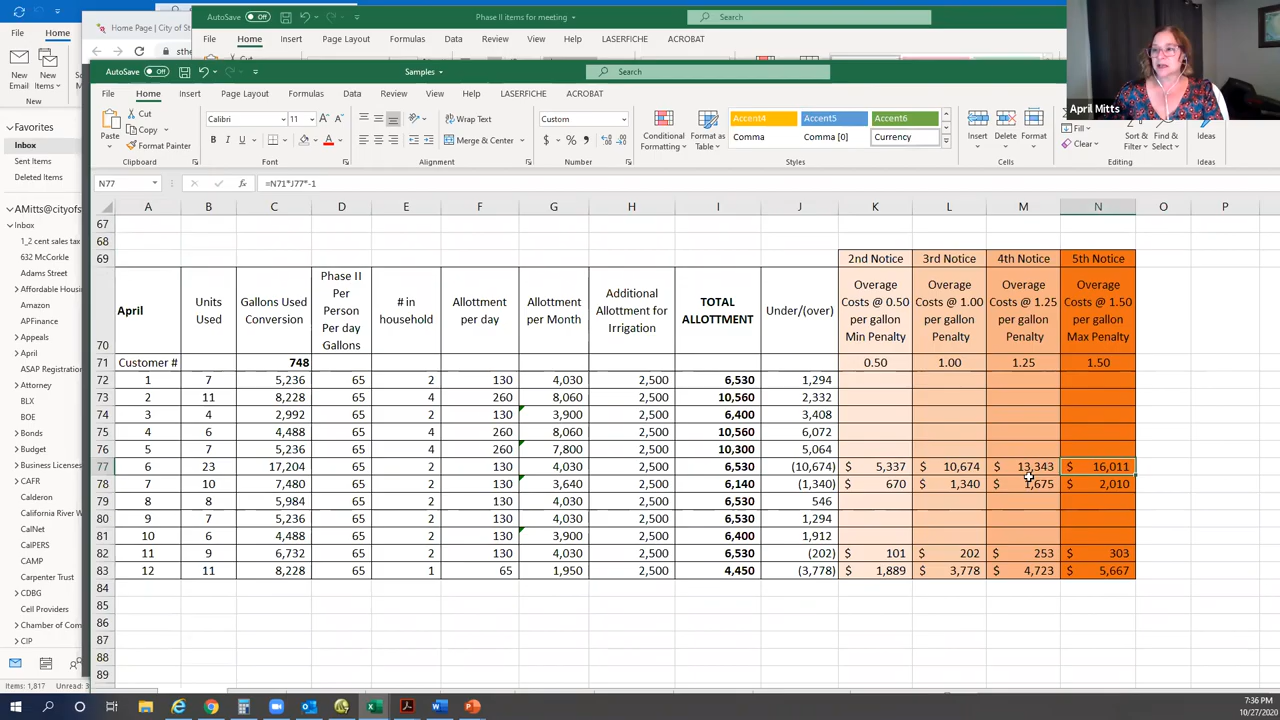 AutoSave Off Phase II items for meeting Search
File Home Home Page | City of St
File Home Insert Page Layout Formulas Data Review View Help LASERFICHE ACROBAT
AutoSave Off Samples Search
File Home Insert Page Layout Formulas Data Review View Help LASERFICHE ACROBAT
New Email New Items
New
Paste Cut Copy Format Painter Clipboard
Calibri 11 B I U Font
Wrap Text Merge & Center Alignment
Custom $ % Number
Conditional Formatting Format as Table
Accent4 Accent5 Accent6
Comma Comma [0] Currency
Styles
Insert Delete Format Cells
Fill Clear Sort & Filter Find & Select Editing
Ideas Ideas
April Mitts
N77 fx =N71*J77*-1
A B C D E F G H I J K L M N O P
67
68
69 2nd Notice 3rd Notice 4th Notice 5th Notice
70 April Units Used Gallons Used Conversion Phase II Per Person Per day Gallons # in household Allottment per day Allottment per Month Additional Allottment for Irrigation TOTAL ALLOTTMENT Under/(over) Overage Costs @ 0.50 per gallon Min Penalty Overage Costs @ 1.00 per gallon Penalty Overage Costs @ 1.25 per gallon Penalty Overage Costs @ 1.50 per gallon Max Penalty
71 Customer # 748 0.50 1.00 1.25 1.50
72 1 7 5,236 65 2 130 4,030 2,500 6,530 1,294
73 2 11 8,228 65 4 260 8,060 2,500 10,560 2,332
74 3 4 2,992 65 2 130 3,900 2,500 6,400 3,408
75 4 6 4,488 65 4 260 8,060 2,500 10,560 6,072
76 5 7 5,236 65 4 260 7,800 2,500 10,300 5,064
77 6 23 17,204 65 2 130 4,030 2,500 6,530 (10,674) $ 5,337 $ 10,674 $ 13,343 $ 16,011
78 7 10 7,480 65 2 130 3,640 2,500 6,140 (1,340) $ 670 $ 1,340 $ 1,675 $ 2,010
79 8 8 5,984 65 2 130 4,030 2,500 6,530 546
80 9 7 5,236 65 2 130 4,030 2,500 6,530 1,294
81 10 6 4,488 65 2 130 3,900 2,500 6,400 1,912
82 11 9 6,732 65 2 130 4,030 2,500 6,530 (202) $ 101 $ 202 $ 253 $ 303
83 12 11 8,228 65 1 65 1,950 2,500 4,450 (3,778) $ 1,889 $ 3,778 $ 4,723 $ 5,667
84
85
86
87
88
89
Favorites
Inbox
Sent Items
Deleted Items
AMitts@cityofs
Inbox
1_2 cent sales tax
632 McCorkle
Adams Street
Affordable Housi
Amazon
APFinance
Appeals
April
ASAP Registration
Attorney
BLX
BOE
Bonds
Budget
Business Licenses
CAFR
Calderon
California River W
CalNet
CalPERS
CAMP
Carpenter Trust
CDBG
Cell Providers
Chamber of Com
CIP
Items: 1,817 Unread: 3
7:36 PM
10/27/2020